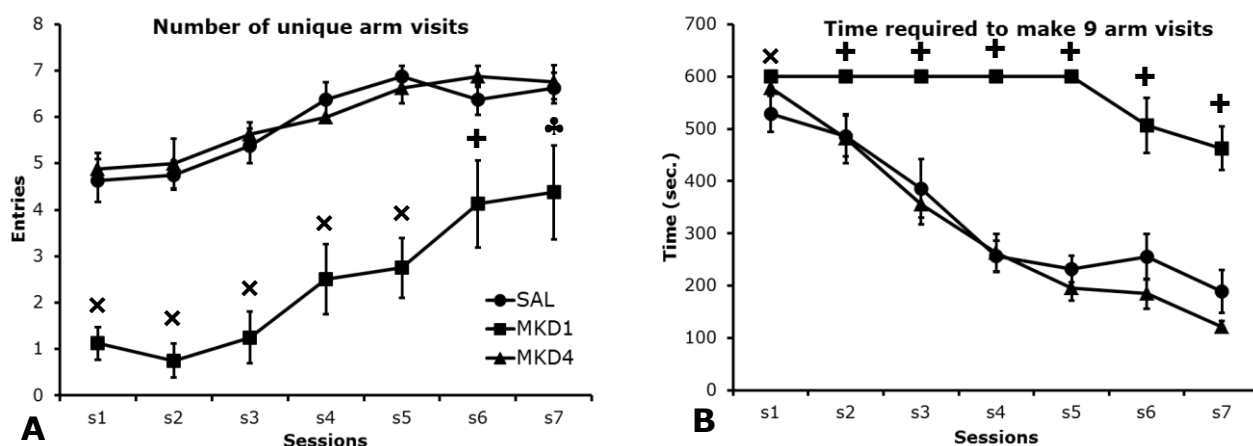 Number of unique arm visits
8
7
6
5
4
3
2
1
0
Entries
SAL
MKD1
MKD4
s1 s2 s3 s4 s5 s6 s7
Sessions
A
Time required to make 9 arm visits
700
600
500
400
300
200
100
0
Time (sec.)
s1 s2 s3 s4 s5 s6 s7
Sessions
B